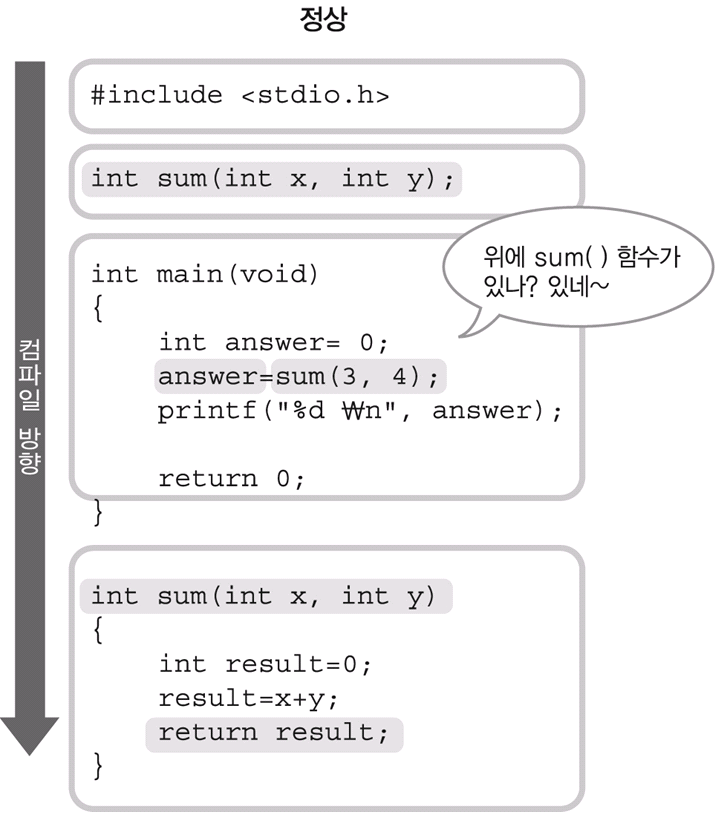 정상
컴파일 방향
#include <stdio.h>
int sum(int x, int y);
위에 sum( ) 함수가
있나? 있네~
int main(void)
{
int answer= 0;
answer=sum(3, 4);
printf("%d ₩n", answer);
return 0;
}
int sum(int x, int y)
{
int result=0;
result=x+y;
return result;
}